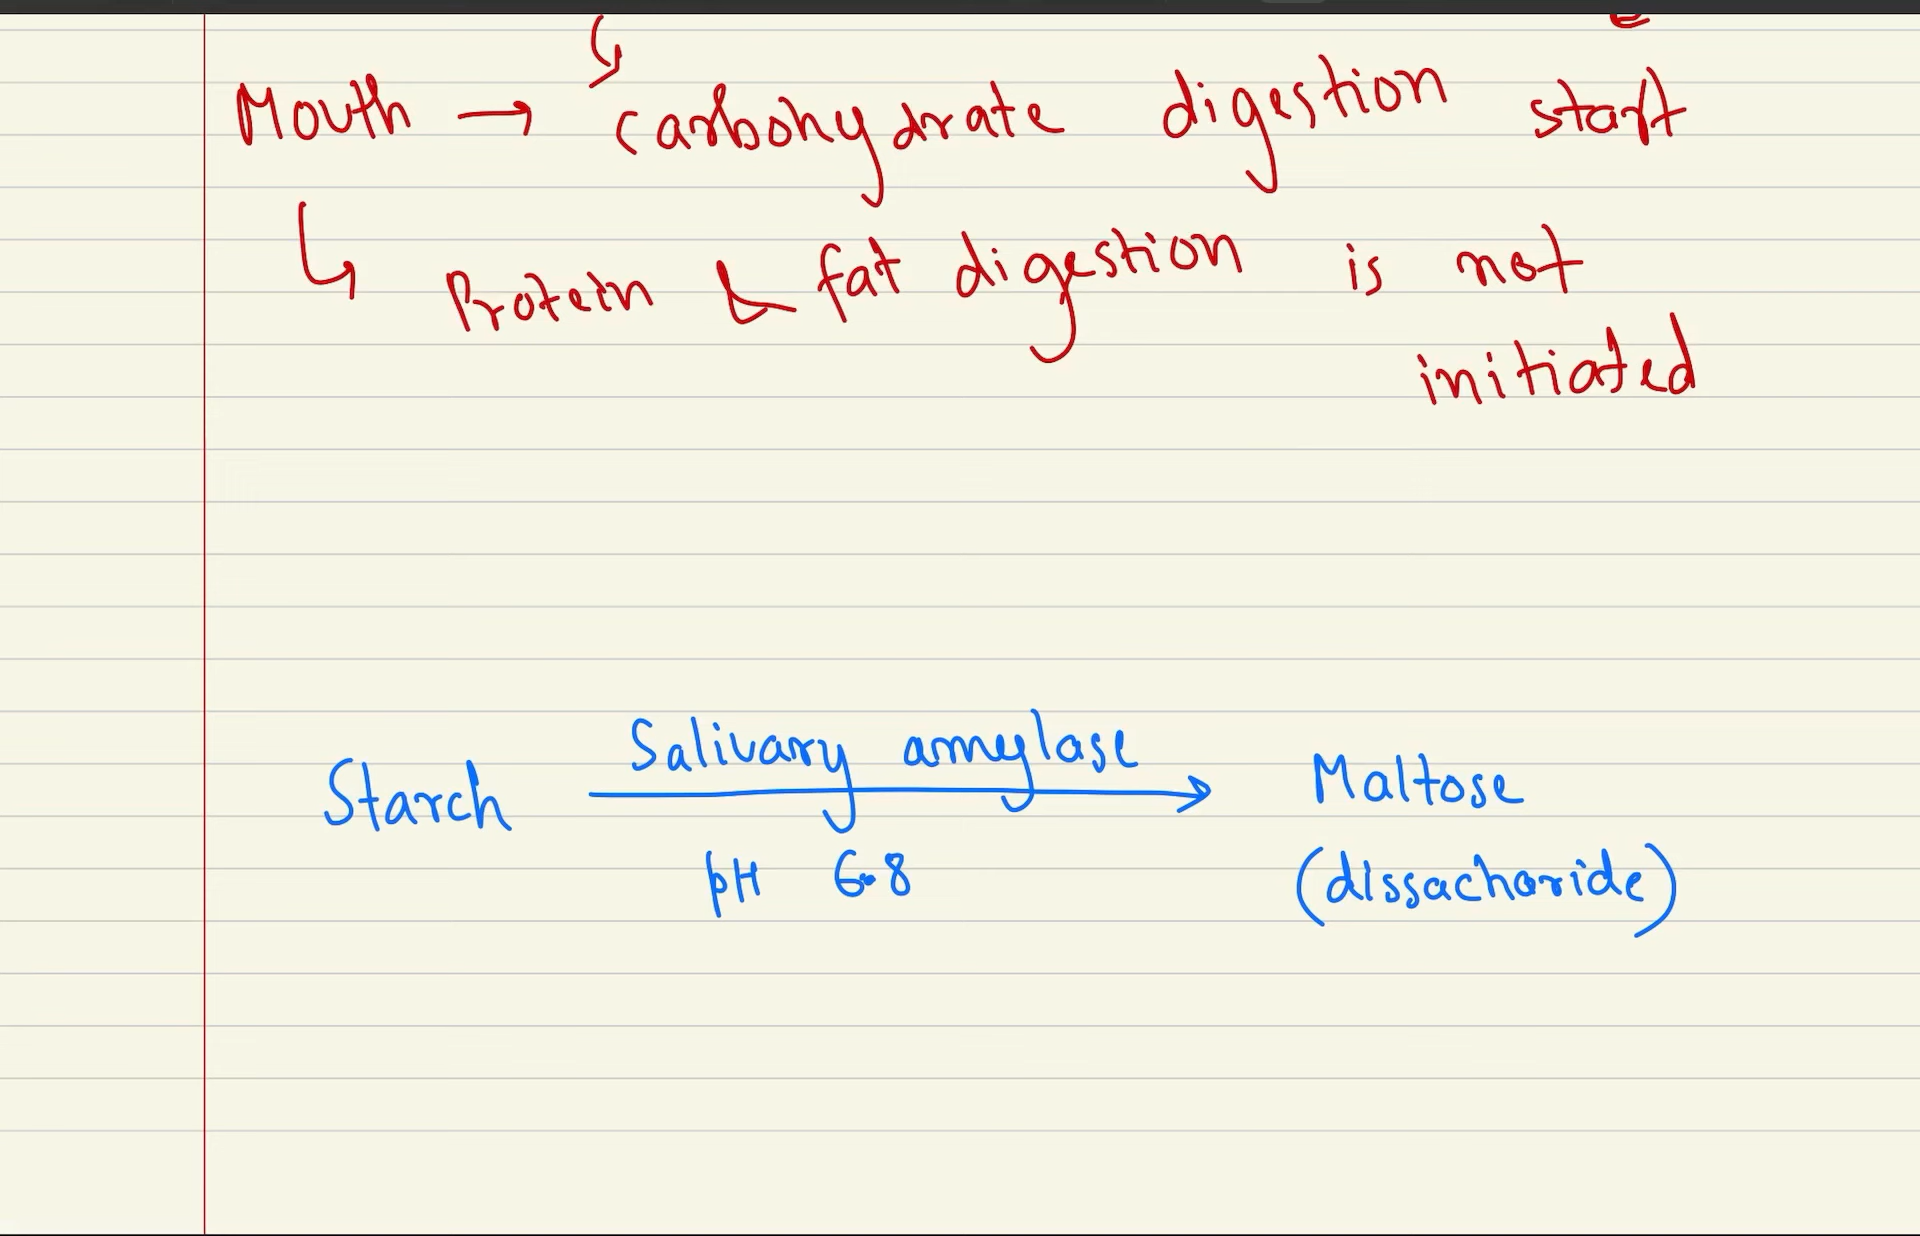 Mouth → carbohydrate digestion start
↳ Protein & fat digestion is not
initiated
Salivary amylase
Starch → Maltose
pH 6.8 (dissacharide)